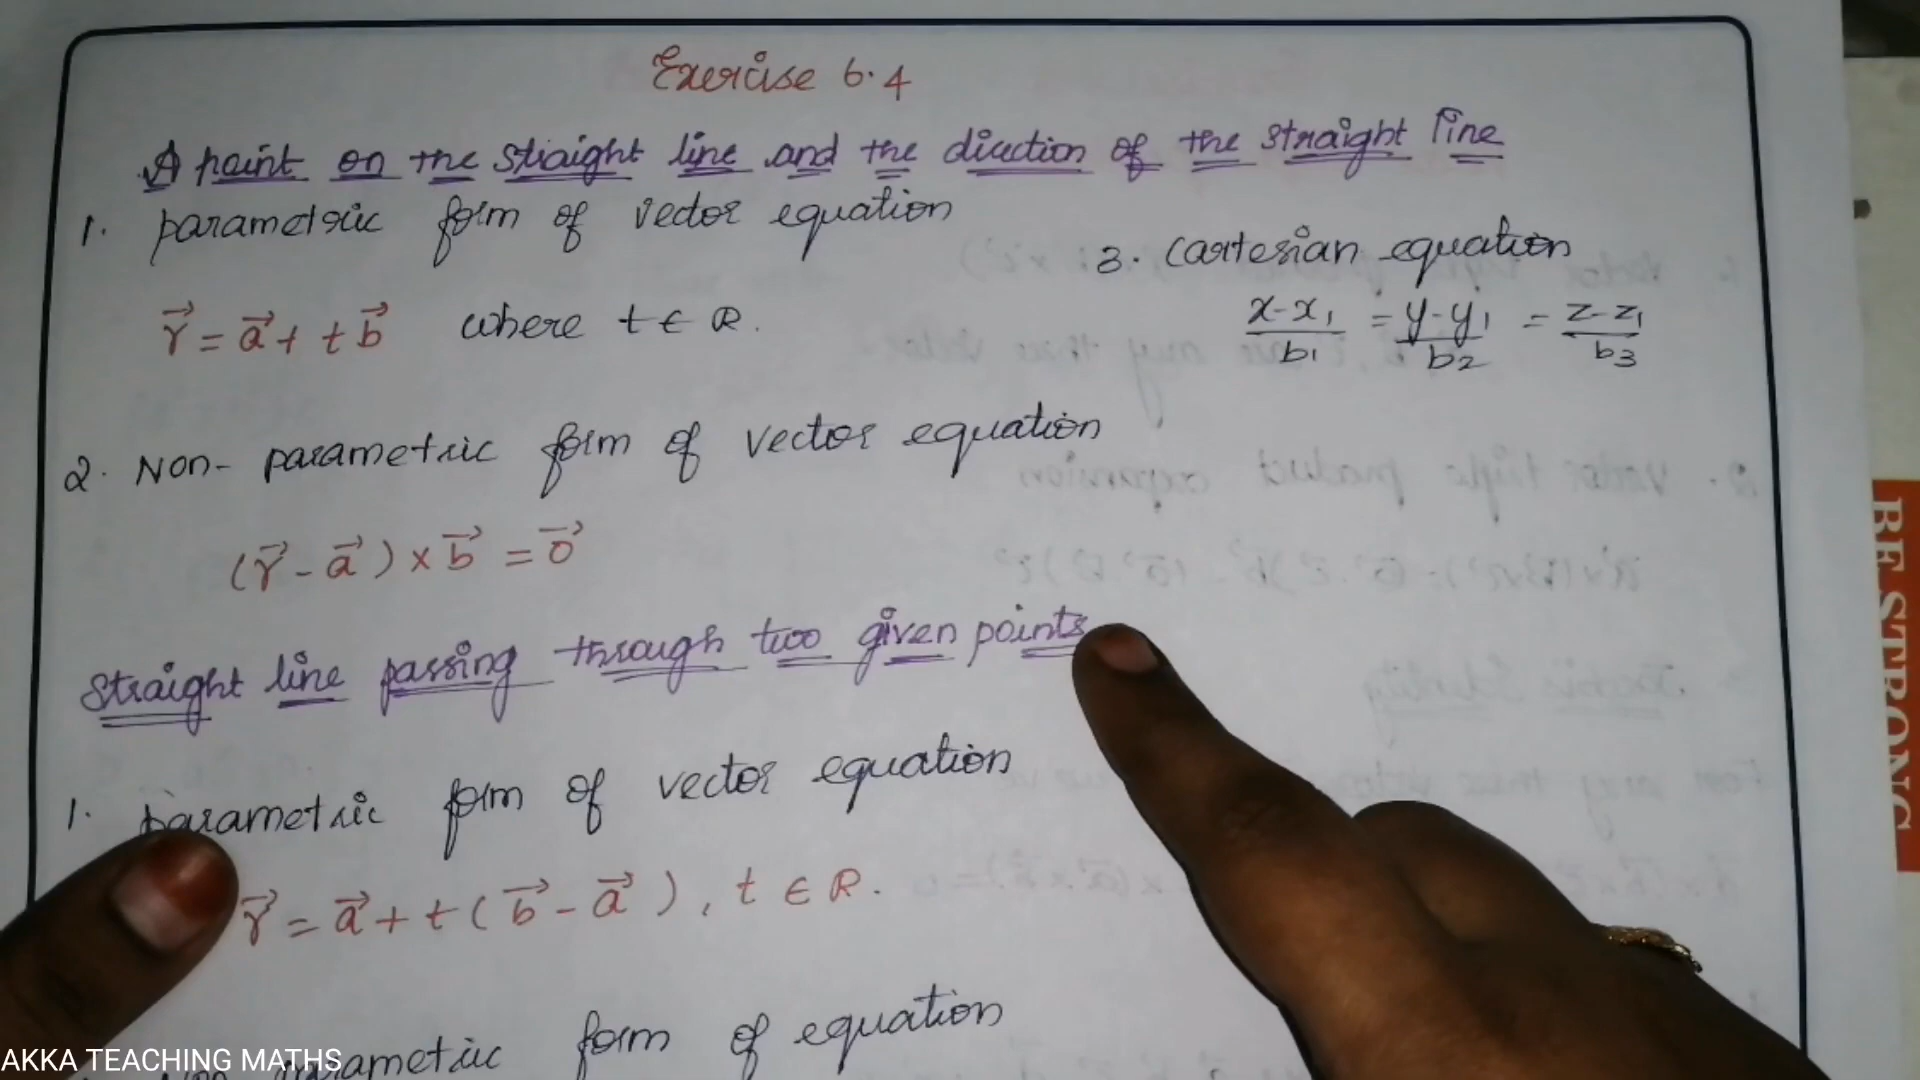 Exercise 6.4
A point on the straight line and the direction of the straight line
1. parametric form of vector equation
r⃗ = a⃗ + t b⃗ where t ∈ R.
3. Cartesian equation
x-x₁/b₁ = y-y₁/b₂ = z-z₁/b₃
2. Non-parametric form of vector equation
(r⃗ - a⃗) × b⃗ = 0⃗
Straight line passing through two given points
1. parametric form of vector equation
r⃗ = a⃗ + t(b⃗ - a⃗), t ∈ R.
form of equation
BE STRONG
AKKA TEACHING MATHS